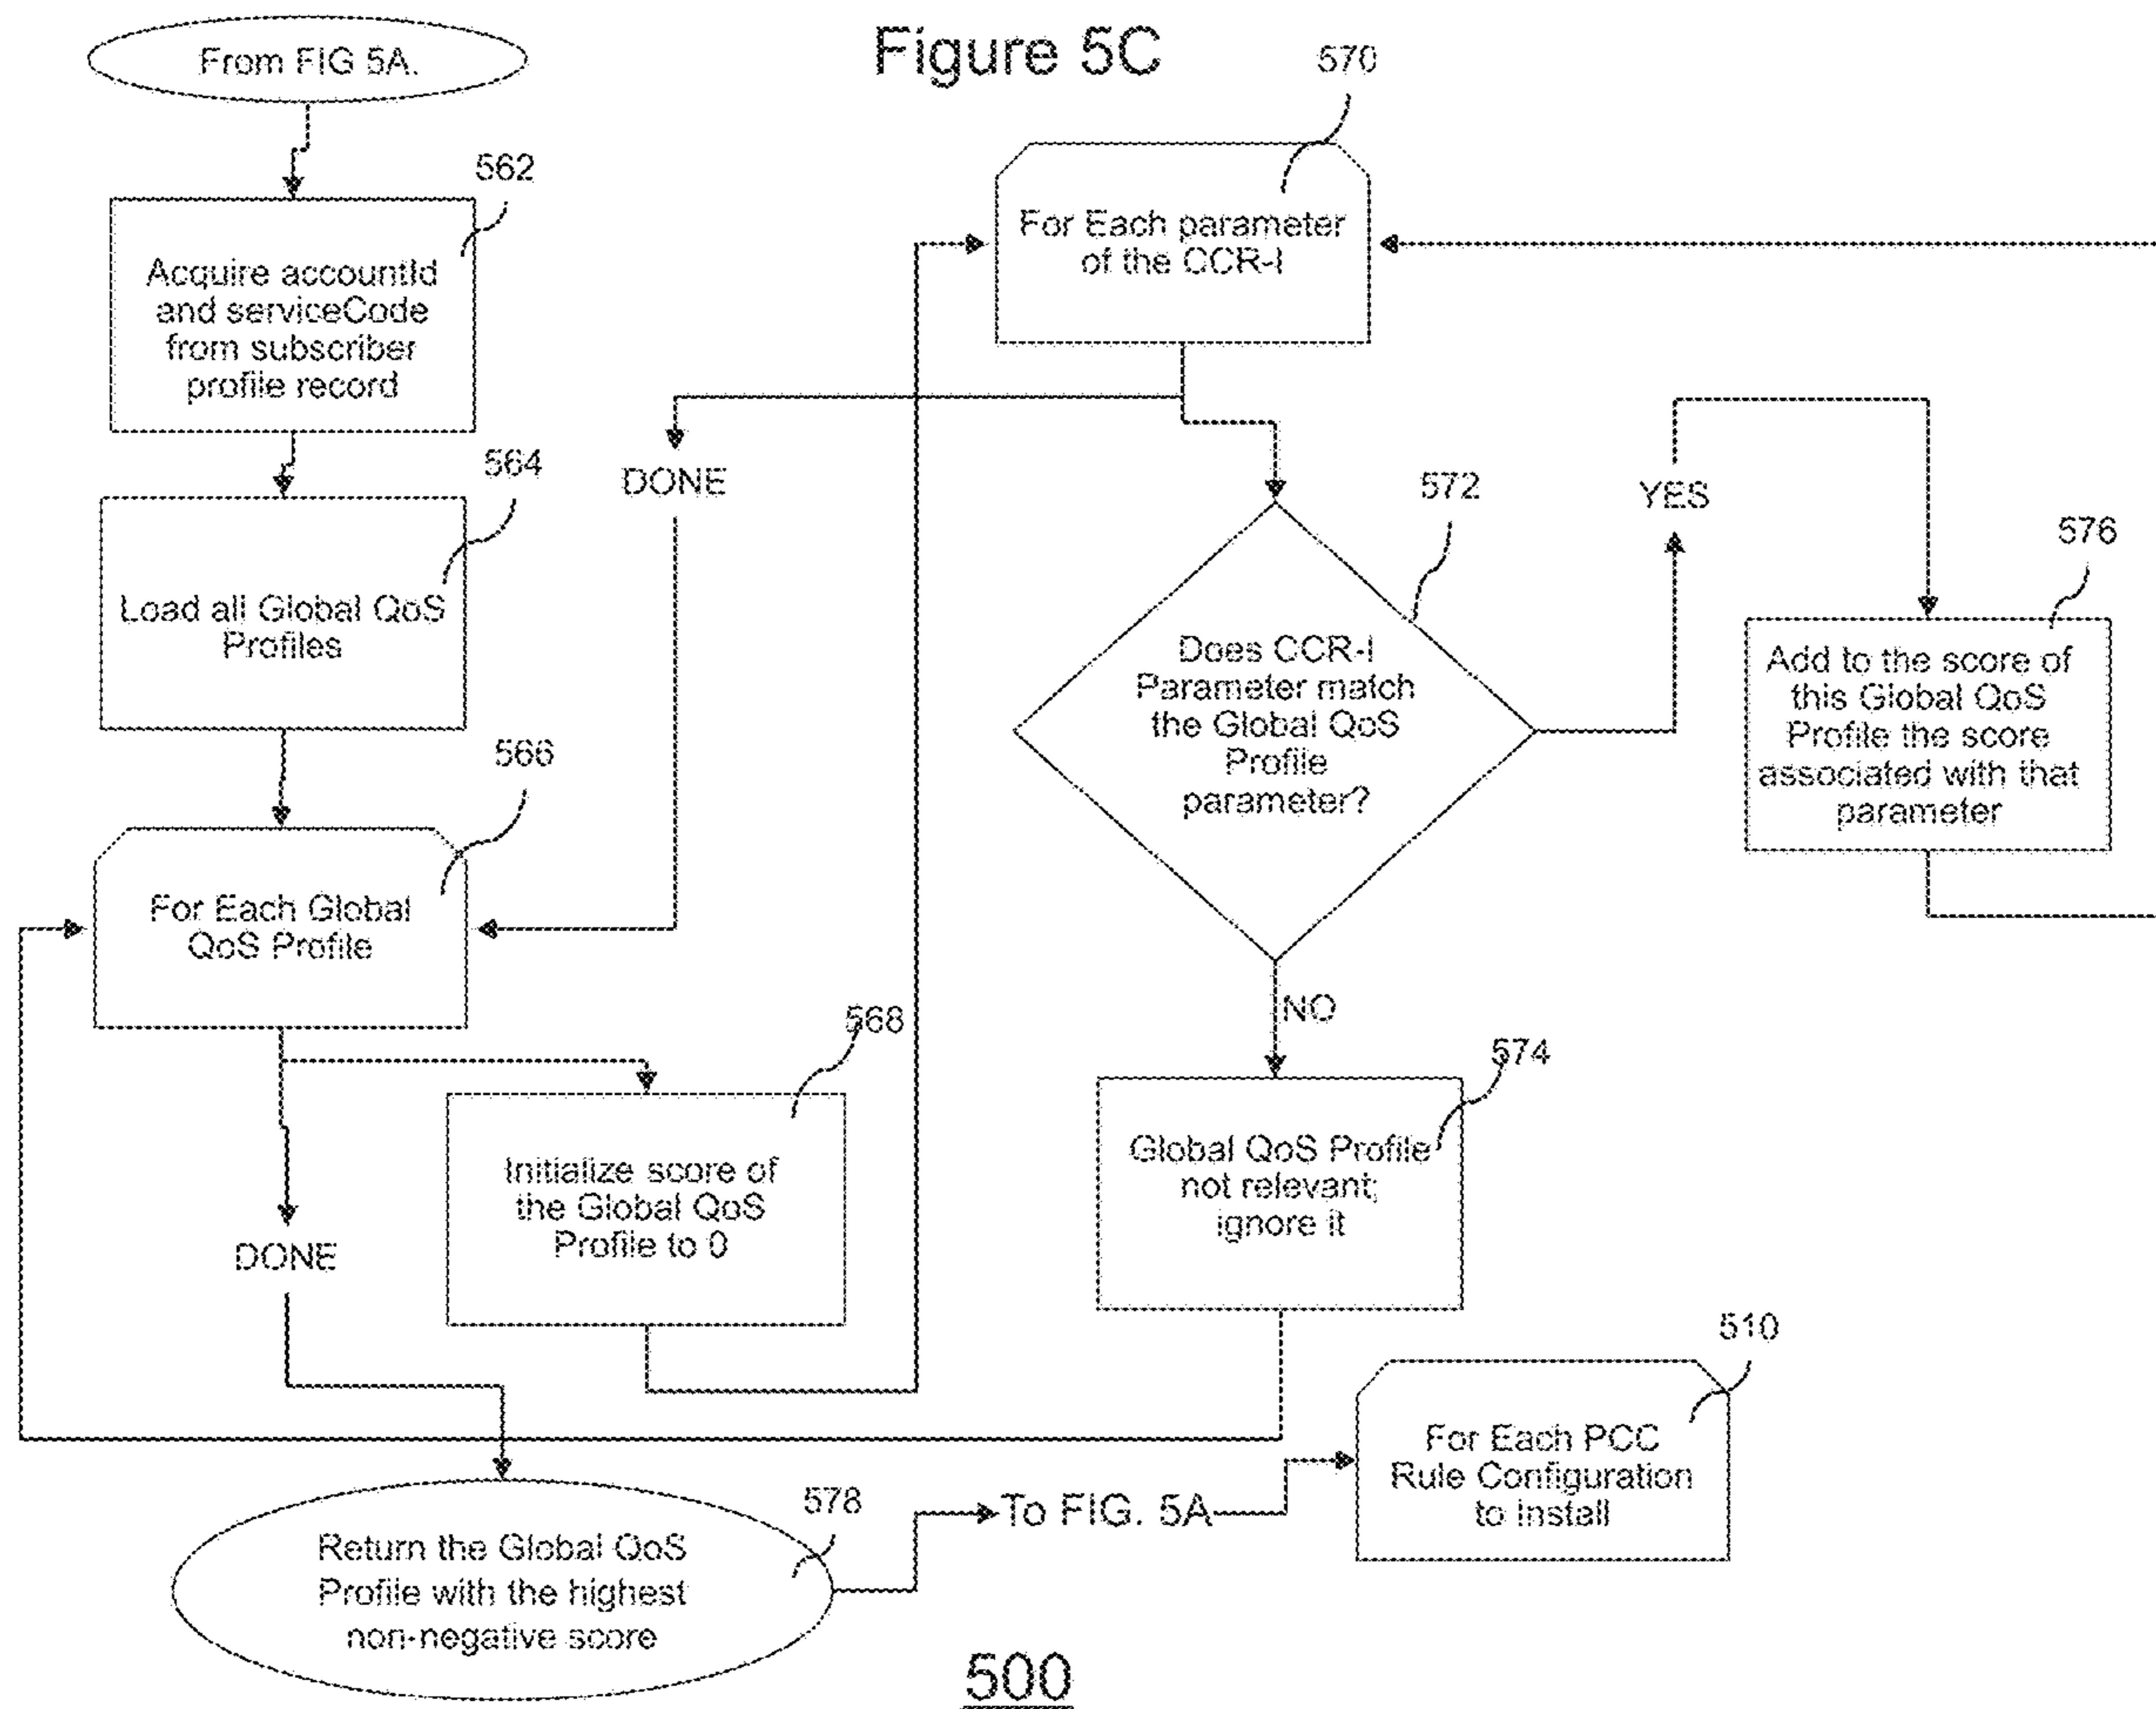 Figure 5C
From FIG 5A.
562
Acquire accountId
and serviceCode
from subscriber
profile record
564
Load all Global QoS
Profiles
566
For Each Global
QoS Profile
DONE
568
Initialize score of
the Global QoS
Profile to 0
570
For Each parameter
of the CCR-I
DONE
572
Does CCR-I
Parameter match
the Global QoS
Profile
parameter?
YES
576
Add to the score of
this Global QoS
Profile the score
associated with that
parameter
NO
574
Global QoS Profile
not relevant;
ignore it
578
Return the Global QoS
Profile with the highest
non-negative score
To FIG. 5A
510
For Each PCC
Rule Configuration
to Install
500